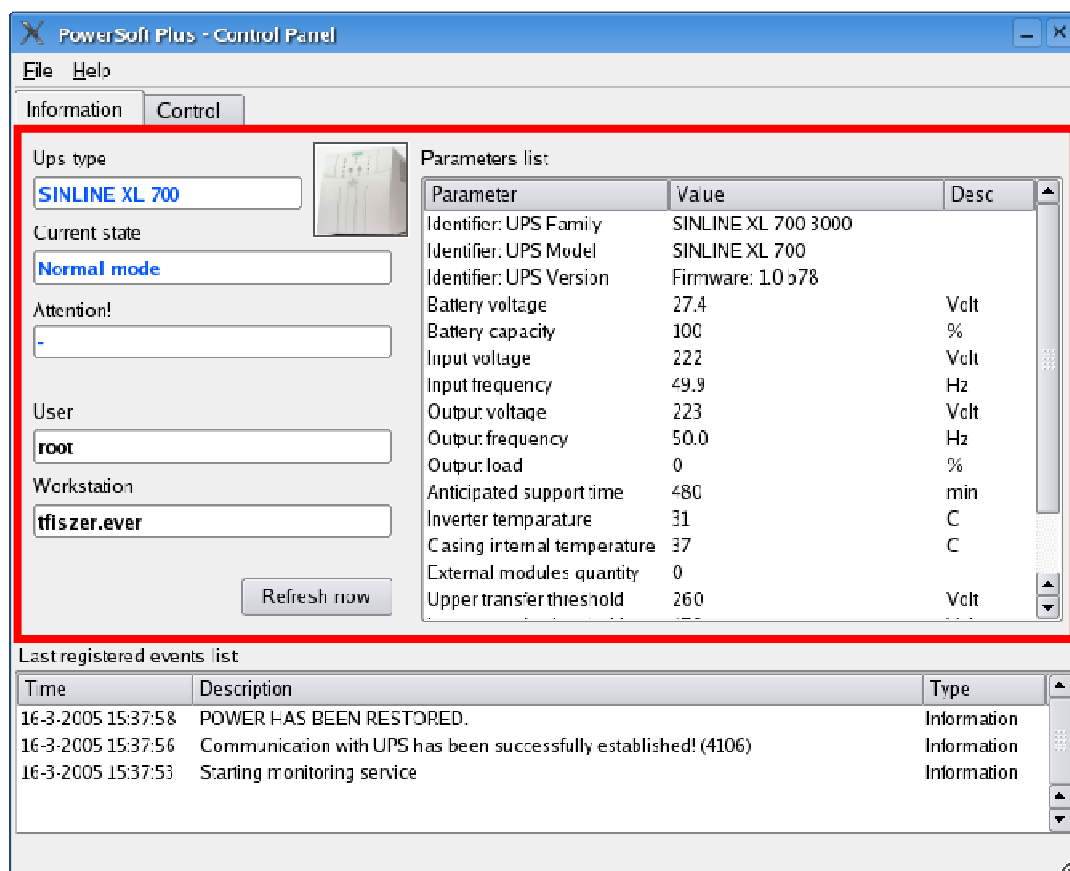 PowerSoft Plus - Control Panel
File Help
Information Control
Ups type
SINLINE XL 700
Current state
Normal mode
Attention!
-
User
root
Workstation
tfiszer.ever
Refresh now
Parameters list
Parameter Value Desc
Identifier: UPS Family SINLINE XL 700 3000
Identifier: UPS Model SINLINE XL 700
Identifier: UPS Version Firmware: 1.0 b78
Battery voltage 27.4 Volt
Battery capacity 100 %
Input voltage 222 Volt
Input frequency 49.9 Hz
Output voltage 223 Volt
Output frequency 50.0 Hz
Output load 0 %
Anticipated support time 480 min
Inverter temparature 31 C
Casing internal temperature 37 C
External modules quantity 0
Upper transfer threshold 260 Volt
Last registered events list
Time Description Type
16-3-2005 15:37:58 POWER HAS BEEN RESTORED. Information
16-3-2005 15:37:56 Communication with UPS has been successfully established! (4106) Information
16-3-2005 15:37:53 Starting monitoring service Information